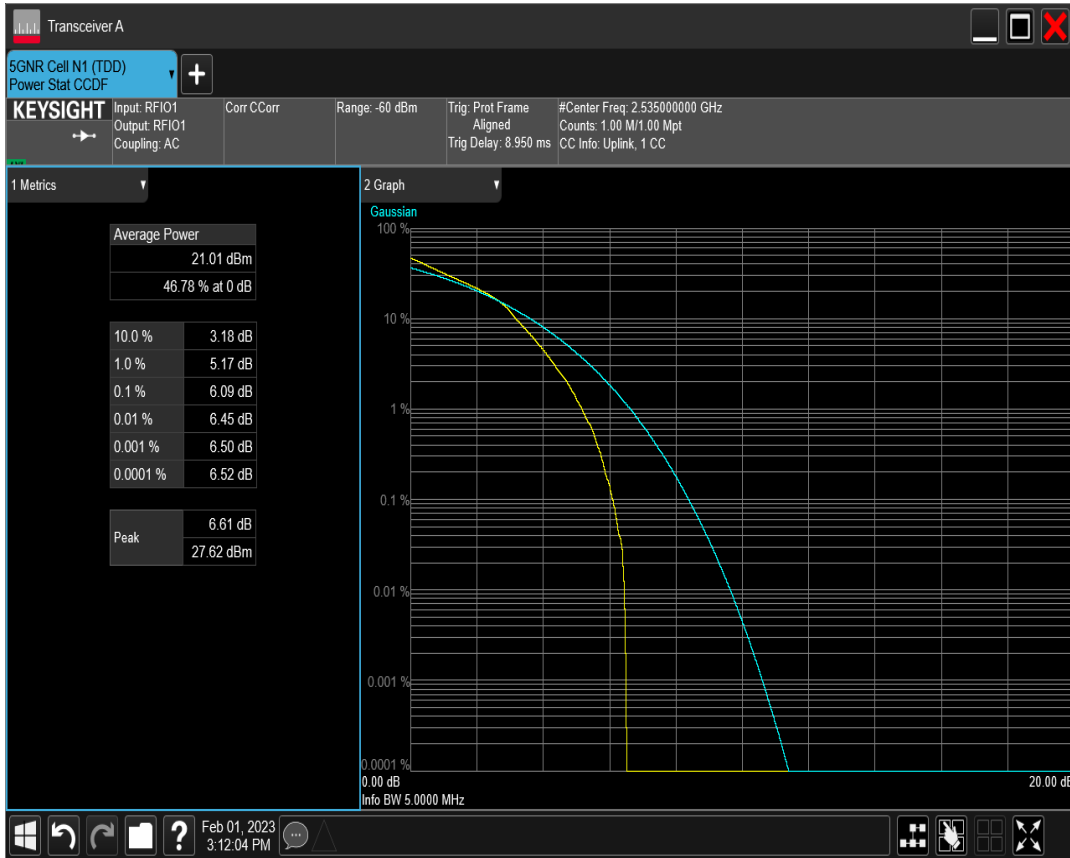 Transceiver A
5GNR Cell N1 (TDD)
Power Stat CCDF
KEYSIGHT
Input: RFIO1
Output: RFIO1
Coupling: AC
Corr CCorr
Range: -60 dBm
Trig: Prot Frame
Aligned
Trig Delay: 8.950 ms
#Center Freq: 2.535000000 GHz
Counts: 1.00 M/1.00 Mpt
CC Info: Uplink, 1 CC
1 Metrics
Average Power
21.01 dBm
46.78 % at 0 dB
10.0 % 3.18 dB
1.0 % 5.17 dB
0.1 % 6.09 dB
0.01 % 6.45 dB
0.001 % 6.50 dB
0.0001 % 6.52 dB
Peak
6.61 dB
27.62 dBm
2 Graph
Gaussian
100 %
10 %
1 %
0.1 %
0.01 %
0.001 %
0.0001 %
0.00 dB
20.00 dB
Info BW 5.0000 MHz
?
Feb 01, 2023
3:12:04 PM